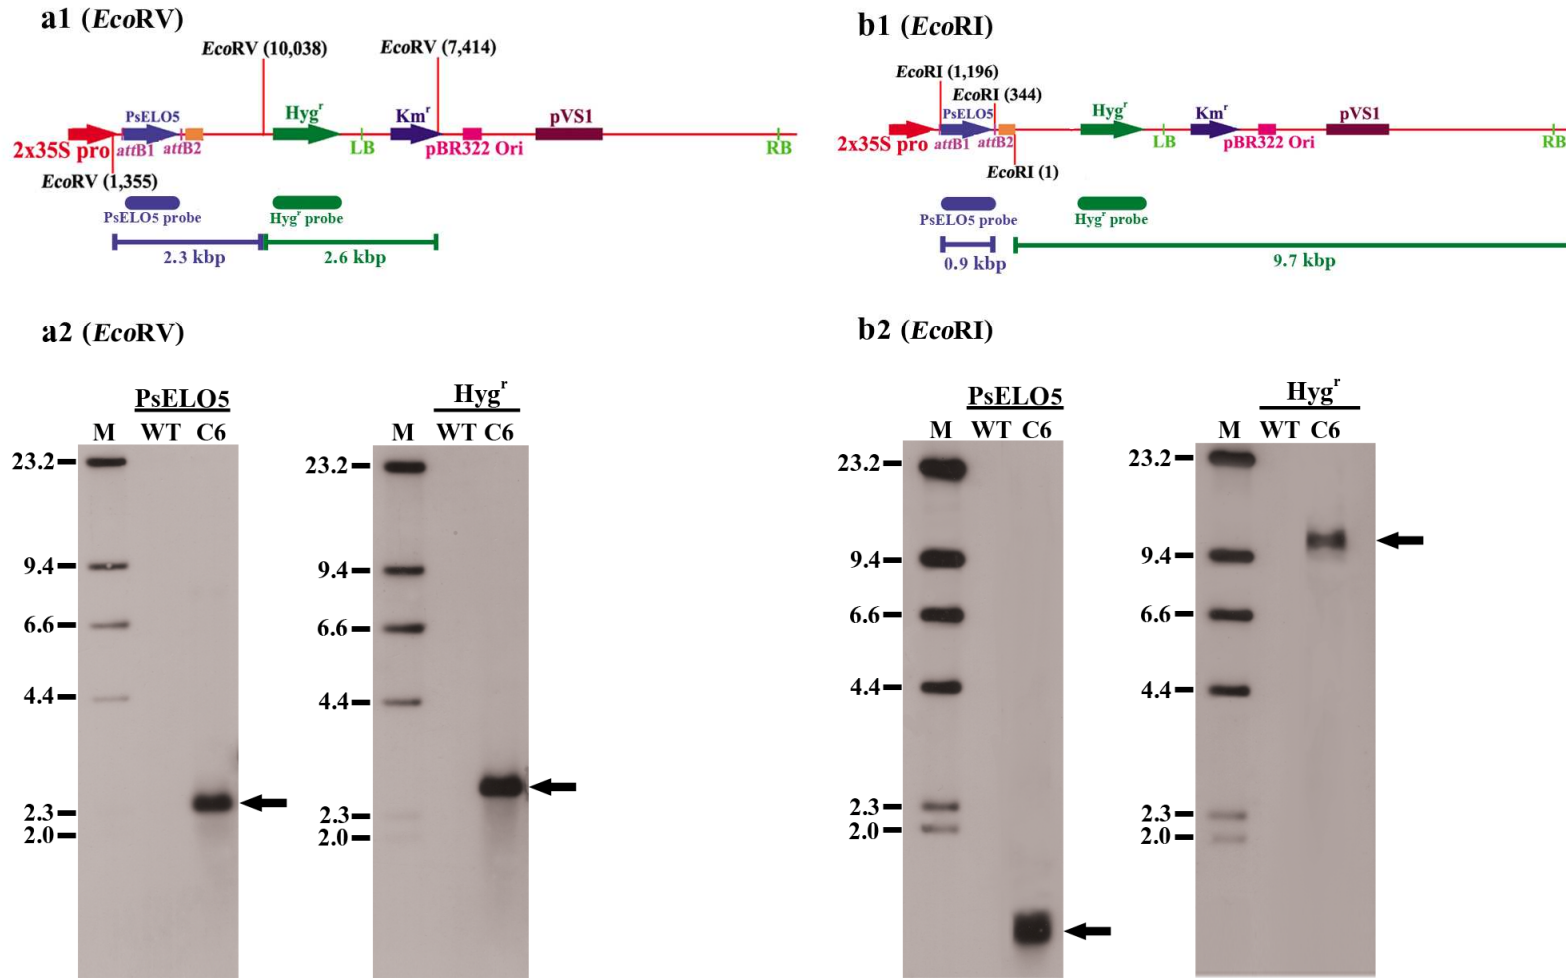 a1 (EcoRV)
EcoRV (10,038)
EcoRV (7,414)
PsELO5
Hygʳ
Kmʳ
pVS1
2x35S pro
attB1
attB2
LB
pBR322 Ori
RB
EcoRV (1,355)
PsELO5 probe
Hygʳ probe
2.3 kbp
2.6 kbp
b1 (EcoRI)
EcoRI (1,196)
EcoRI (344)
PsELO5
Hygʳ
Kmʳ
pVS1
2x35S pro
attB1
attB2
LB
pBR322 Ori
RB
EcoRI (1)
PsELO5 probe
Hygʳ probe
0.9 kbp
9.7 kbp
a2 (EcoRV)
PsELO5
M WT C6
23.2
9.4
6.6
4.4
2.3
2.0
Hygʳ
M WT C6
23.2
9.4
6.6
4.4
2.3
2.0
b2 (EcoRI)
PsELO5
M WT C6
23.2
9.4
6.6
4.4
2.3
2.0
Hygʳ
M WT C6
23.2
9.4
6.6
4.4
2.3
2.0